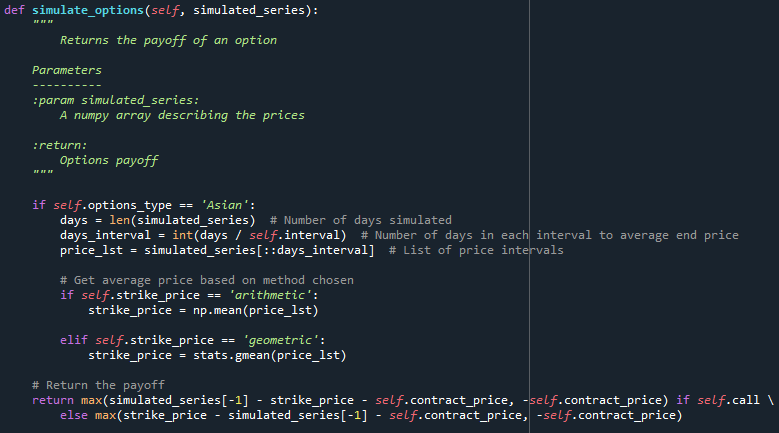 def simulate_options(self, simulated_series):
    """
        Returns the payoff of an option

    Parameters
    ----------
    :param simulated_series:
        A numpy array describing the prices

    :return:
        Options payoff
    """

    if self.options_type == 'Asian':
        days = len(simulated_series)  # Number of days simulated
        days_interval = int(days / self.interval)  # Number of days in each interval to average end price
        price_lst = simulated_series[::days_interval]  # List of price intervals

        # Get average price based on method chosen
        if self.strike_price == 'arithmetic':
            strike_price = np.mean(price_lst)

        elif self.strike_price == 'geometric':
            strike_price = stats.gmean(price_lst)

    # Return the payoff
    return max(simulated_series[-1] - strike_price - self.contract_price, -self.contract_price) if self.call \
        else max(strike_price - simulated_series[-1] - self.contract_price, -self.contract_price)